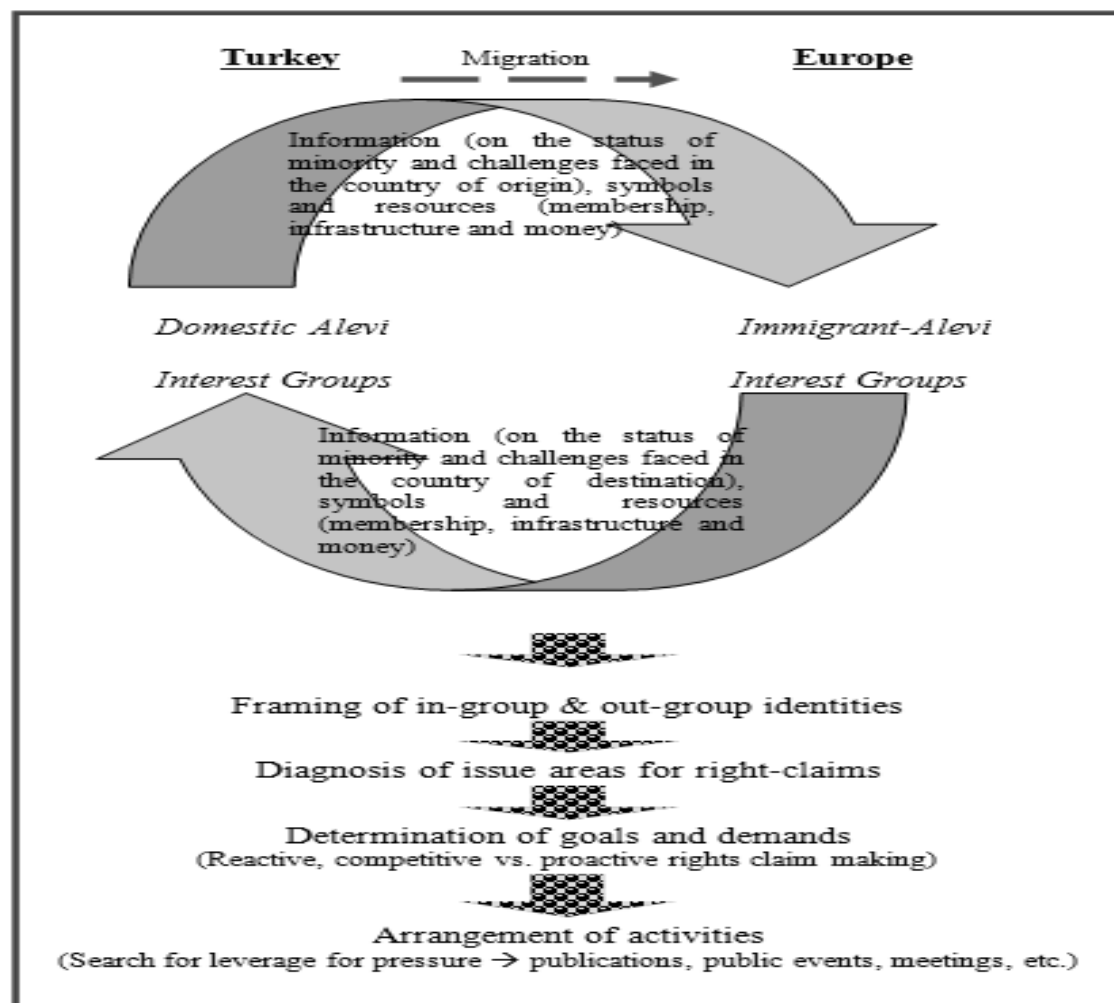 Turkey Migration Europe
Information (on the status of
minority and challenges faced in
the country of origin), symbols
and resources (membership,
infrastructure and money)
Domestic Alevi
Interest Groups
Immigrant-Alevi
Interest Groups
Information (on the status of
minority and challenges faced in
the country of destination),
symbols and resources
(membership, infrastructure and
money)
Framing of in-group & out-group identities
Diagnosis of issue areas for right-claims
Determination of goals and demands
(Reactive, competitive vs. proactive rights claim making)
Arrangement of activities
(Search for leverage for pressure → publications, public events, meetings, etc.)